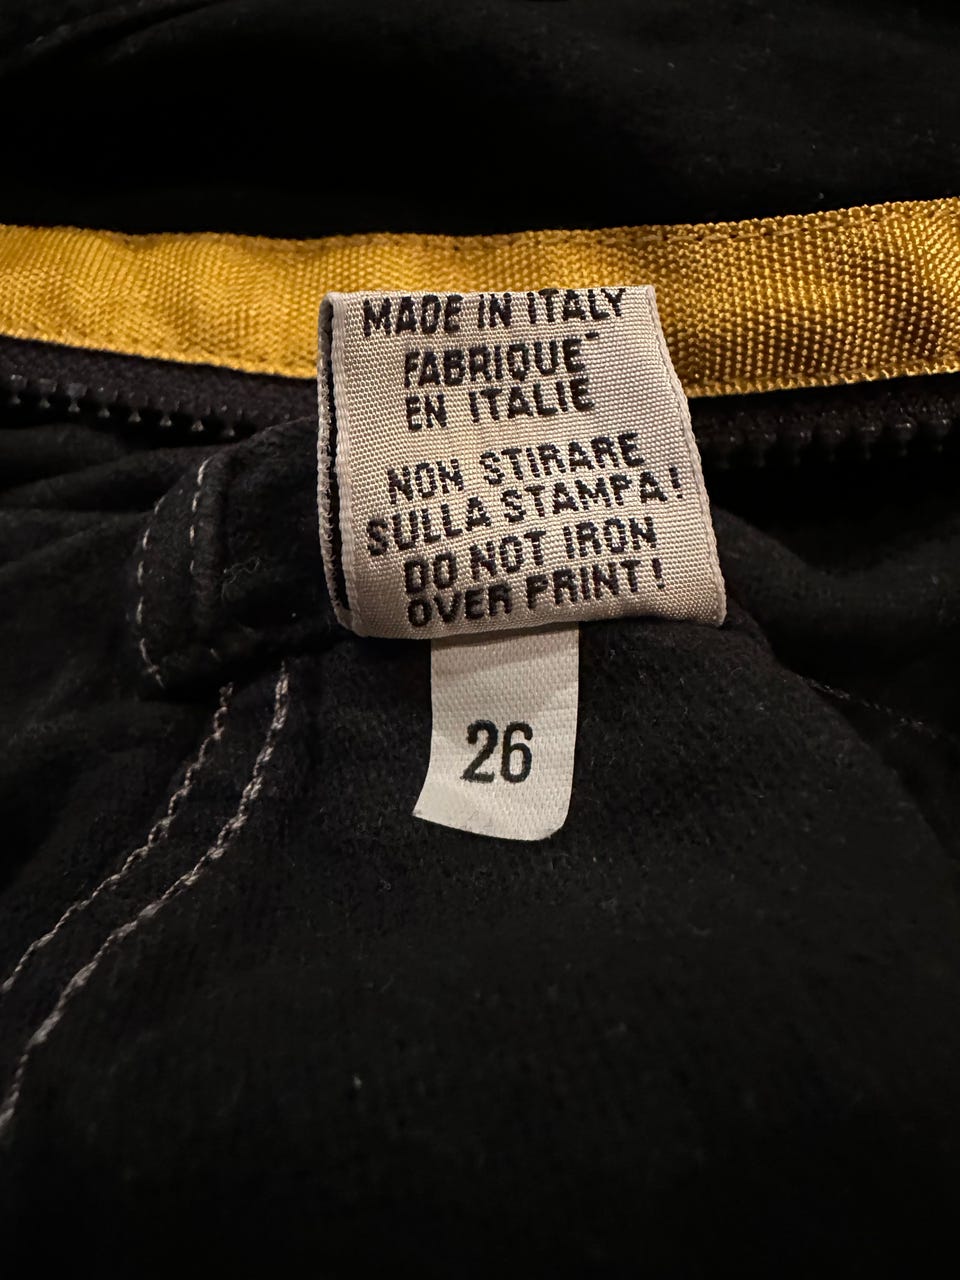 MADE IN ITALY
FABRIQUE
EN ITALIE
NON STIRARE
SULLA STAMPA!
DO NOT IRON
OVER PRINT!
26